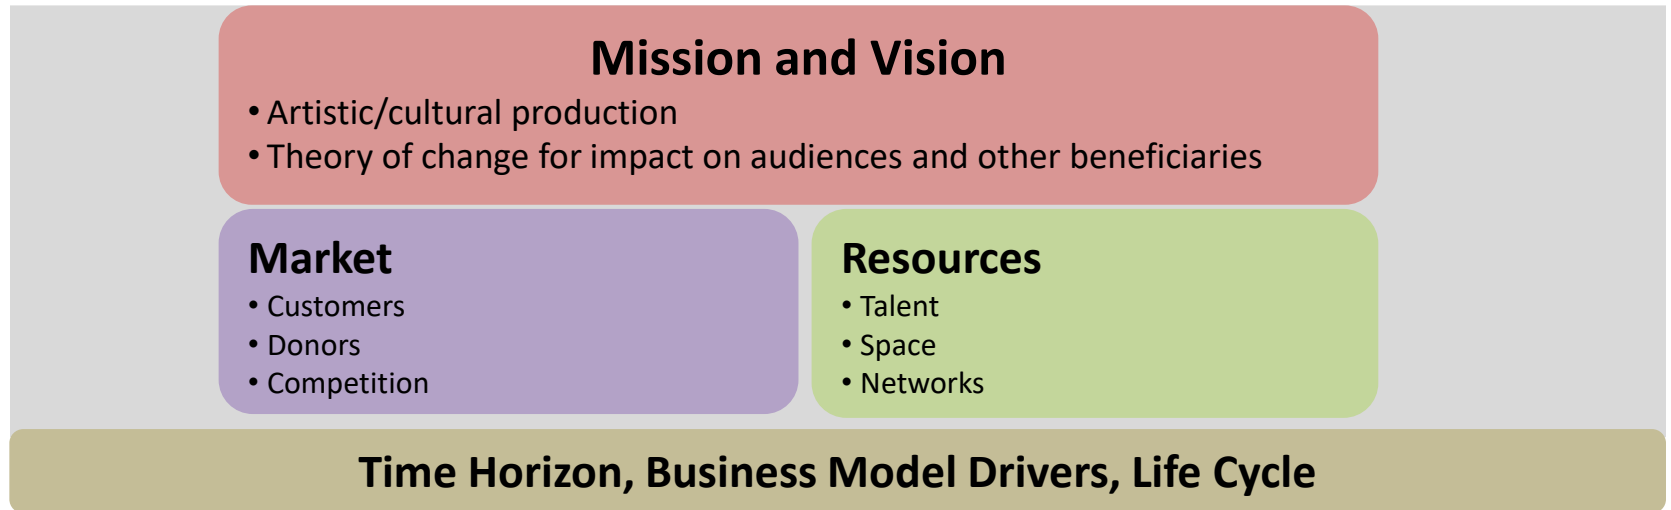 Mission and Vision
• Artistic/cultural production
• Theory of change for impact on audiences and other beneficiaries
Market
• Customers
• Donors
• Competition
Resources
• Talent
• Space
• Networks
Time Horizon, Business Model Drivers, Life Cycle